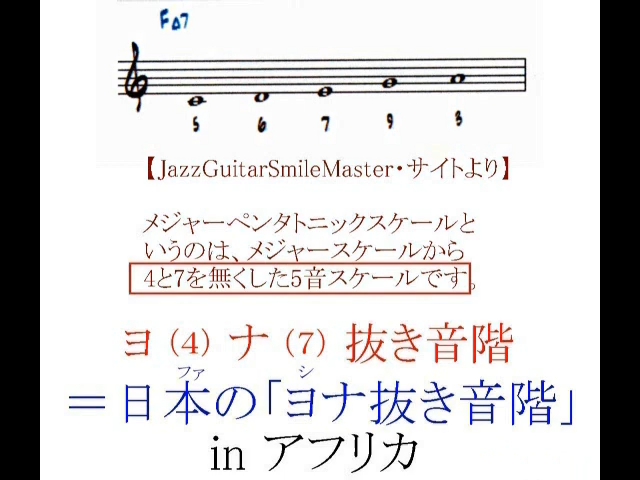 F△7
5 6 7 9 3
【JazzGuitarSmileMaster・サイトより】
メジャーペンタトニックスケールと
いうのは、メジャースケールから
4と7を無くした5音スケールです。
ヨ（4）ナ（7）抜き音階
ファ シ
＝日本の「ヨナ抜き音階」
in アフリカ